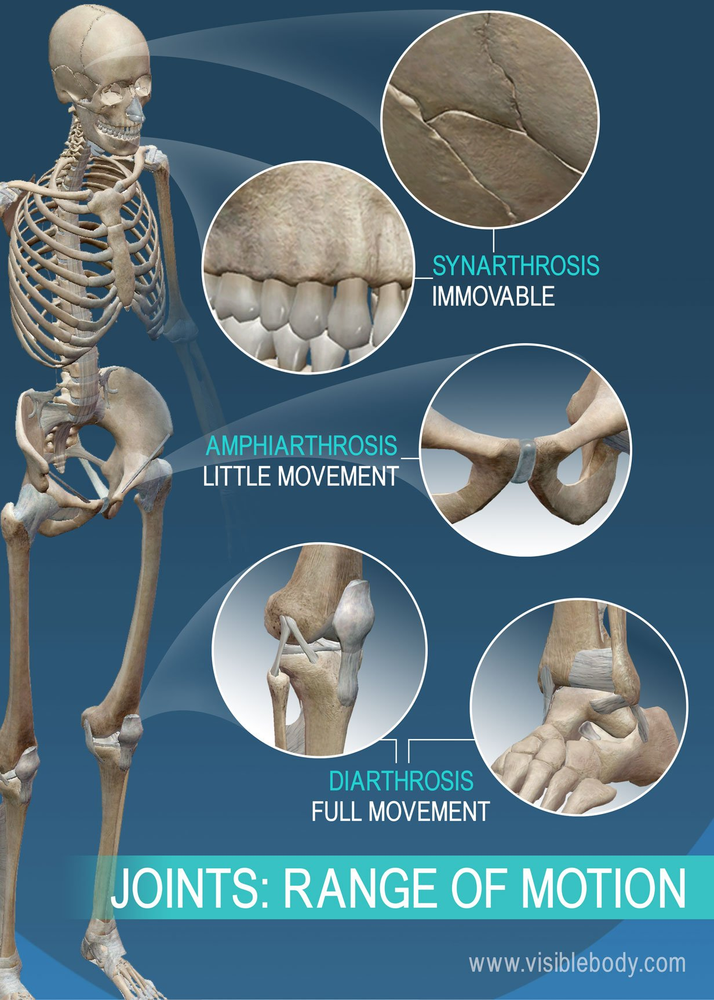 SYNARTHROSIS
IMMOVABLE
AMPHIARTHROSIS
LITTLE MOVEMENT
DIARTHROSIS
FULL MOVEMENT
JOINTS: RANGE OF MOTION
www.visiblebody.com